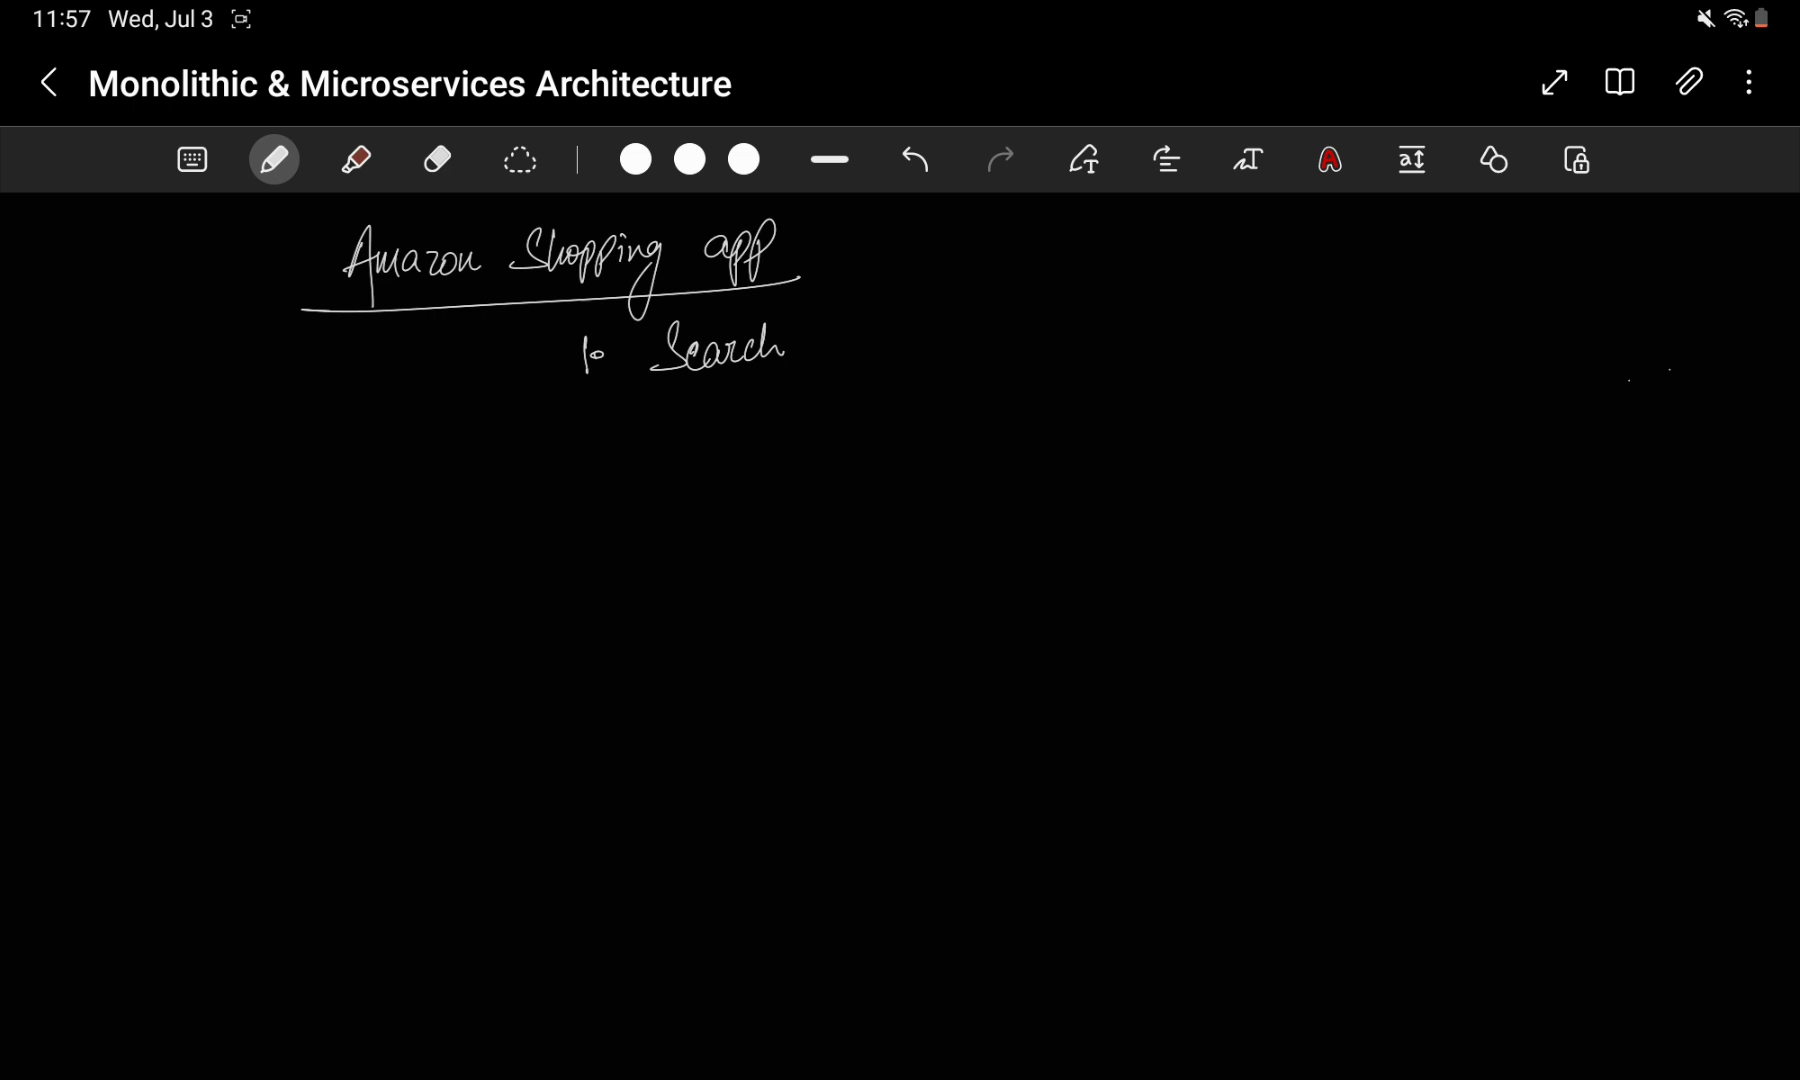 11:57 Wed, Jul 3
Monolithic & Microservices Architecture
Amazon Shopping app
1. Search